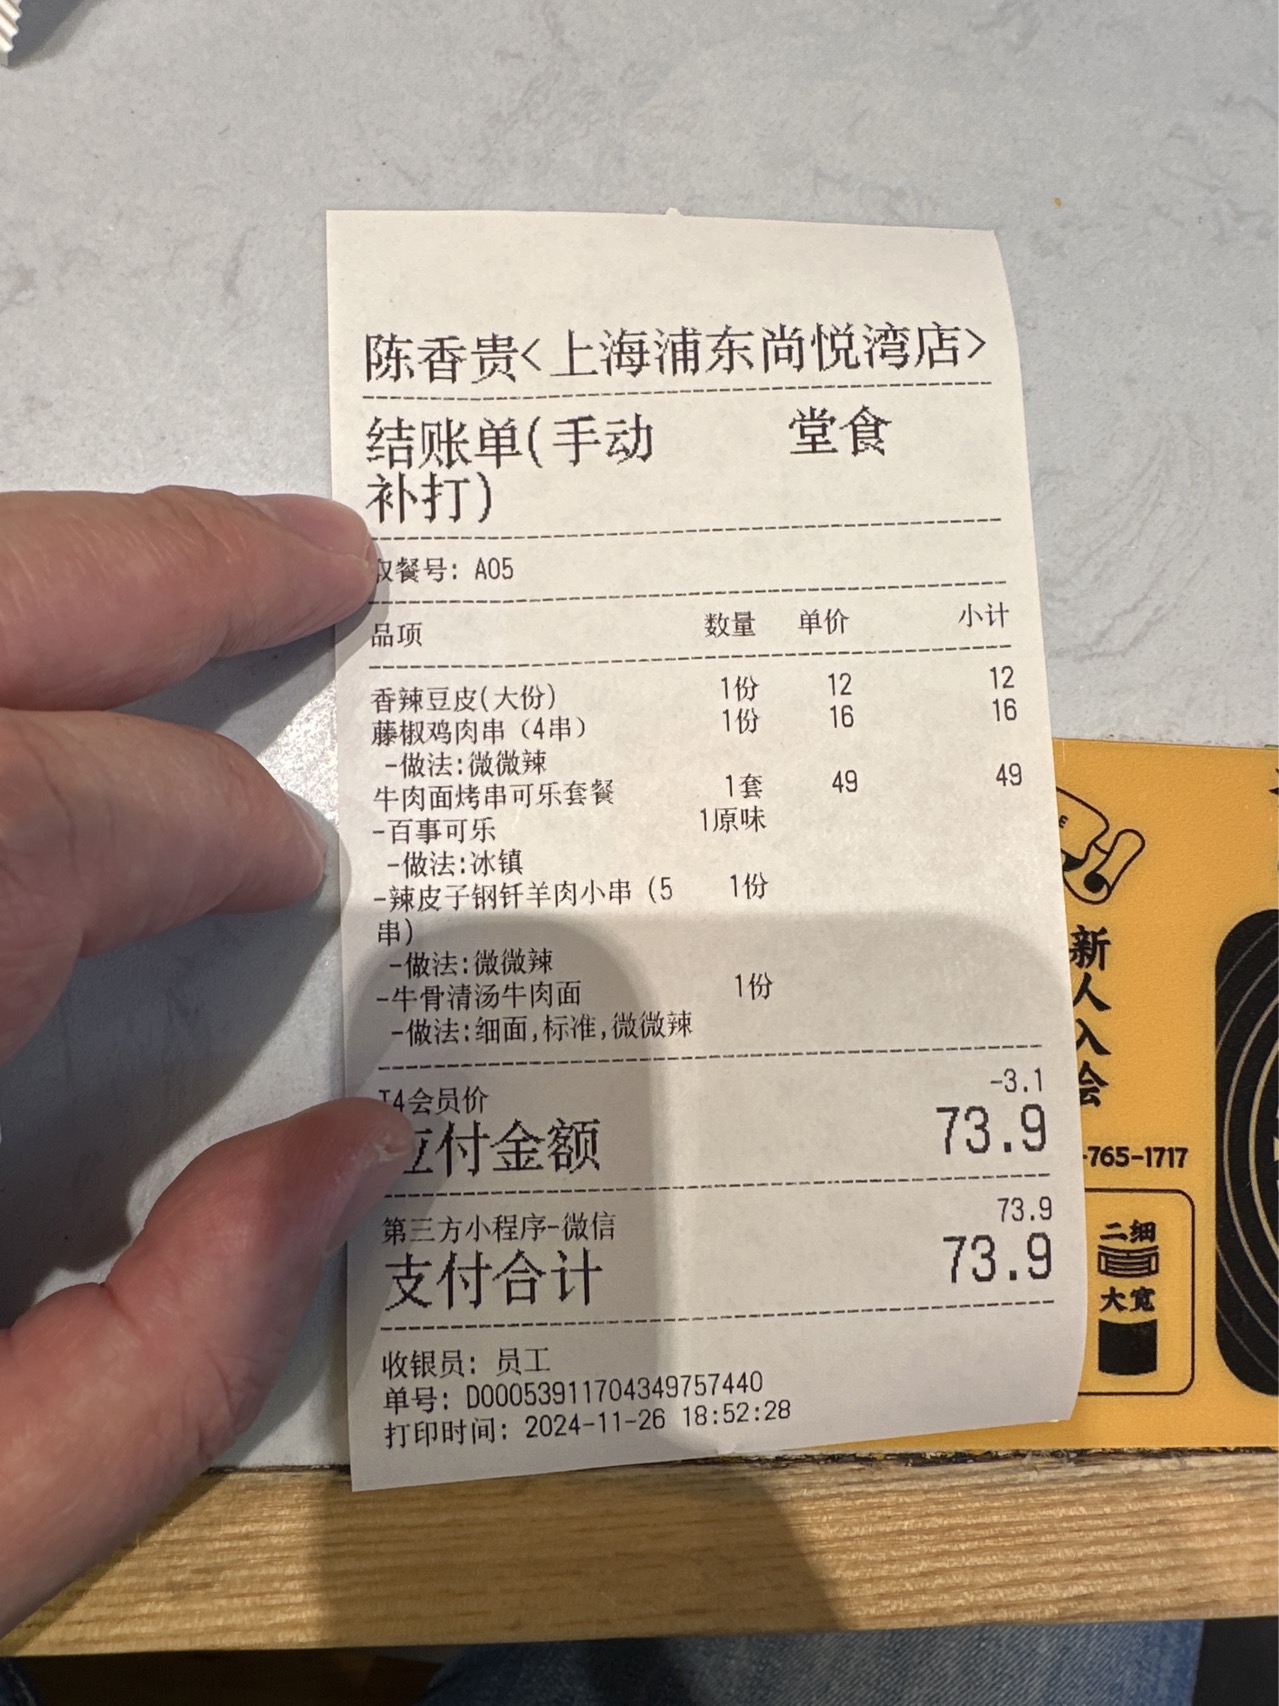 陈香贵<上海浦东尚悦湾店>
结账单(手动 堂食
补打)
取餐号: A05
品项 数量 单价 小计
香辣豆皮(大份) 1份 12 12
藤椒鸡肉串（4串） 1份 16 16
-做法:微微辣
牛肉面烤串可乐套餐 1套 49 49
-百事可乐 1原味
-做法:冰镇
-辣皮子钢钎羊肉小串（5 1份
串)
-做法:微微辣
-牛骨清汤牛肉面 1份
-做法:细面,标准,微微辣
T4会员价 -3.1
应付金额 73.9
第三方小程序-微信 73.9
支付合计 73.9
收银员: 员工
单号: D00053911704349757440
打印时间: 2024-11-26 18:52:28
新人入会
-765-1717
二细
大宽